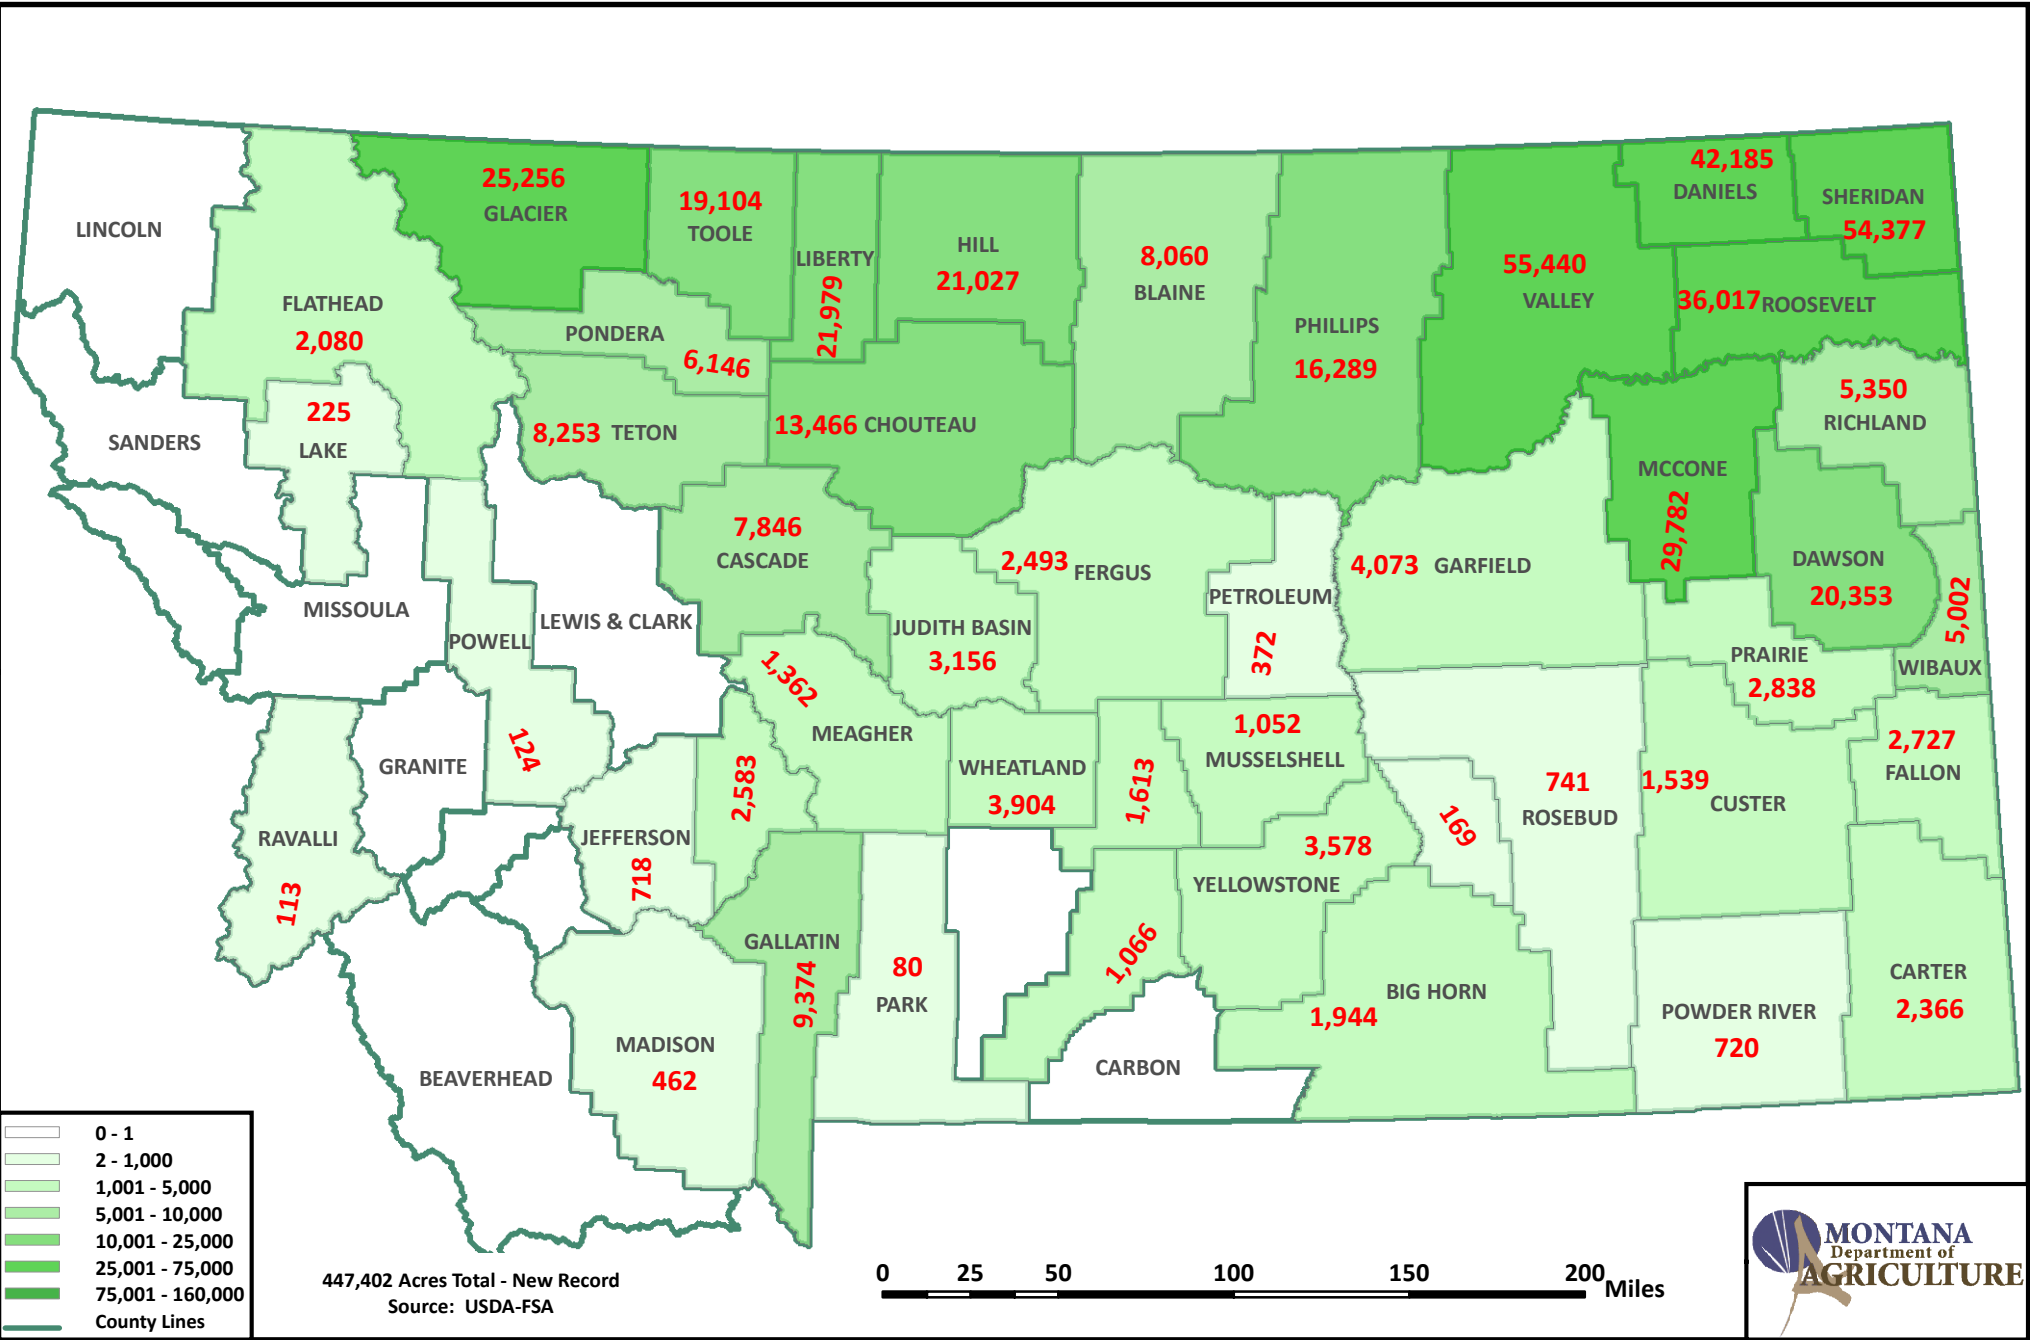 42,185
DANIELS
25,256
GLACIER
SHERIDAN
54,377
19,104
TOOLE
LINCOLN
LIBERTY
21,979
HILL
21,027
8,060
BLAINE
55,440
VALLEY
36,017 ROOSEVELT
FLATHEAD
2,080
PONDERA
6,146
PHILLIPS
16,289
5,350
RICHLAND
225
LAKE
SANDERS
8,253 TETON
13,466 CHOUTEAU
MCCONE
29,782
7,846
CASCADE
2,493 FERGUS
4,073 GARFIELD
DAWSON
20,353
5,002
WIBAUX
MISSOULA
POWELL
124
LEWIS & CLARK
JUDITH BASIN
3,156
PETROLEUM
372
PRAIRIE
2,838
1,362
MEAGHER
1,052
MUSSELSHELL
2,727
FALLON
GRANITE
2,583
WHEATLAND
3,904
1,613
741
ROSEBUD
1,539 CUSTER
RAVALLI
113
JEFFERSON
718
169
3,578
YELLOWSTONE
GALLATIN
9,374
80
PARK
1,066
BIG HORN
1,944
CARTER
2,366
POWDER RIVER
720
MADISON
462
BEAVERHEAD
CARBON
0 - 1
2 - 1,000
1,001 - 5,000
5,001 - 10,000
10,001 - 25,000
25,001 - 75,000
75,001 - 160,000
County Lines
447,402 Acres Total - New Record
Source: USDA-FSA
0 25 50 100 150 200 Miles
MONTANA
Department of
AGRICULTURE